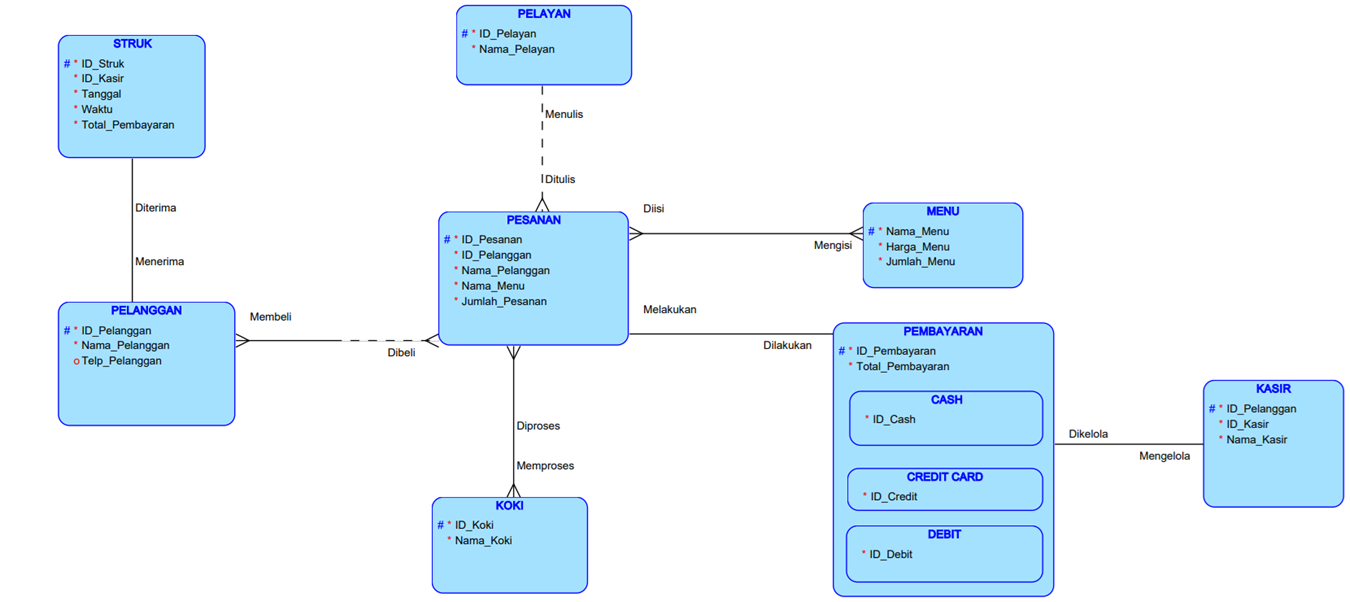 PELAYAN
# * ID_Pelayan
* Nama_Pelayan
STRUK
# * ID_Struk
* ID_Kasir
* Tanggal
* Waktu
* Total_Pembayaran
Menulis
Ditulis
Diterima
Menerima
PESANAN
# * ID_Pesanan
* ID_Pelanggan
* Nama_Pelanggan
* Nama_Menu
* Jumlah_Pesanan
Diisi
Mengisi
MENU
# * Nama_Menu
* Harga_Menu
* Jumlah_Menu
PELANGGAN
# * ID_Pelanggan
* Nama_Pelanggan
o Telp_Pelanggan
Membeli
Dibeli
Melakukan
Dilakukan
PEMBAYARAN
# * ID_Pembayaran
* Total_Pembayaran
CASH
* ID_Cash
CREDIT CARD
* ID_Credit
DEBIT
* ID_Debit
Dikelola
Mengelola
KASIR
# * ID_Pelanggan
* ID_Kasir
* Nama_Kasir
Diproses
Memproses
KOKI
# * ID_Koki
* Nama_Koki